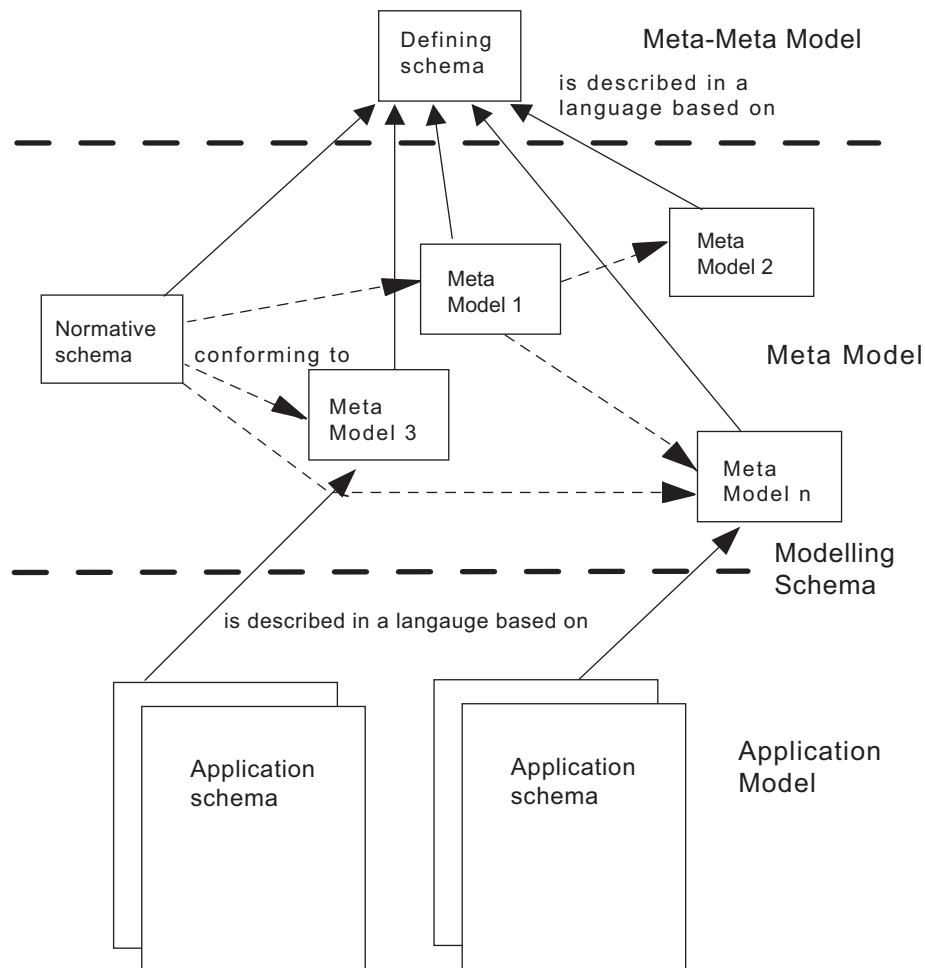 Defining
schema
Meta-Meta Model
is described in a
language based on
Meta
Model 2
Meta
Model 1
Normative
schema
conforming to
Meta Model
Meta
Model 3
Meta
Model n
Modelling
Schema
is described in a langauge based on
Application
schema
Application
schema
Application
Model